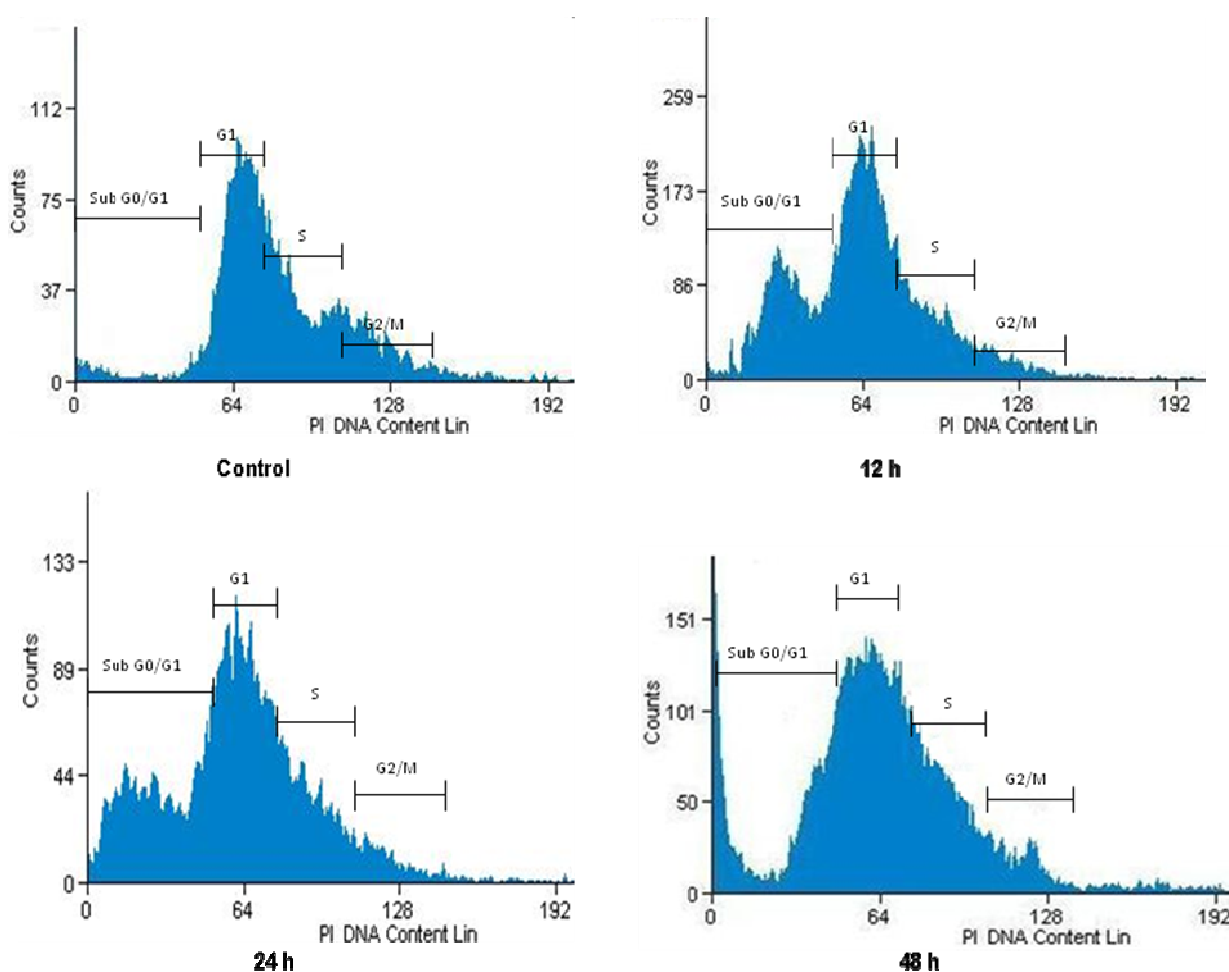 112
75
37
0
Counts
Sub G0/G1
G1
S
G2/M
0 64 128 192
PI DNA Content Lin
Control
259
173
86
0
Counts
Sub G0/G1
G1
S
G2/M
0 64 128 192
PI DNA Content Lin
12 h
133
89
44
0
Counts
Sub G0/G1
G1
S
G2/M
0 64 128 192
PI DNA Content Lin
24 h
151
101
50
0
Counts
Sub G0/G1
G1
S
G2/M
0 64 128 192
PI DNA Content Lin
48 h